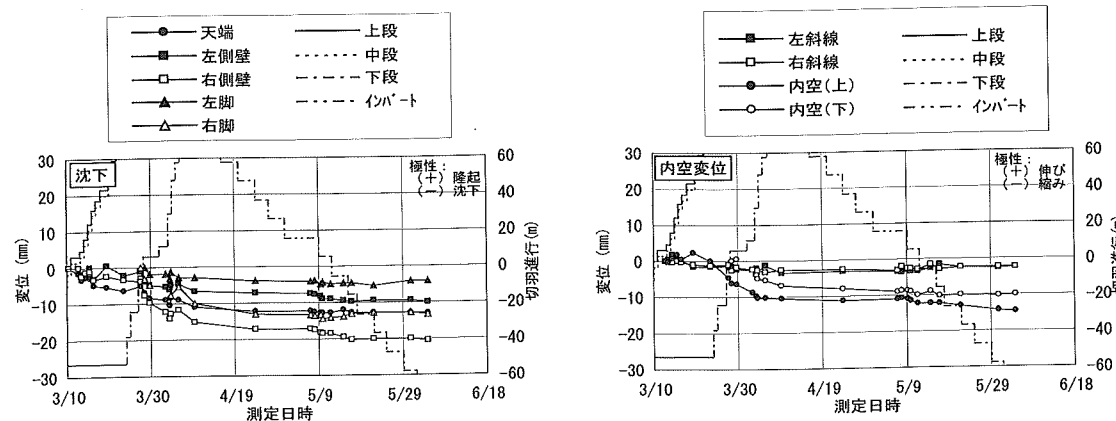 天端
左側壁
右側壁
左脚
右脚
上段
中段
下段
インバート
沈下
極性：
（＋）隆起
（－）沈下
30
20
10
0
-10
-20
-30
変位 (mm)
60
40
20
0
-20
-40
-60
切羽進行(m)
3/10
3/30
4/19
5/9
5/29
6/18
測定日時
左斜線
右斜線
内空(上)
内空(下)
上段
中段
下段
インバート
内空変位
極性：
（＋）伸び
（－）縮み
30
20
10
0
-10
-20
-30
変位 (mm)
60
40
20
0
-20
-40
-60
切羽進行(m)
3/10
3/30
4/19
5/9
5/29
6/18
測定日時